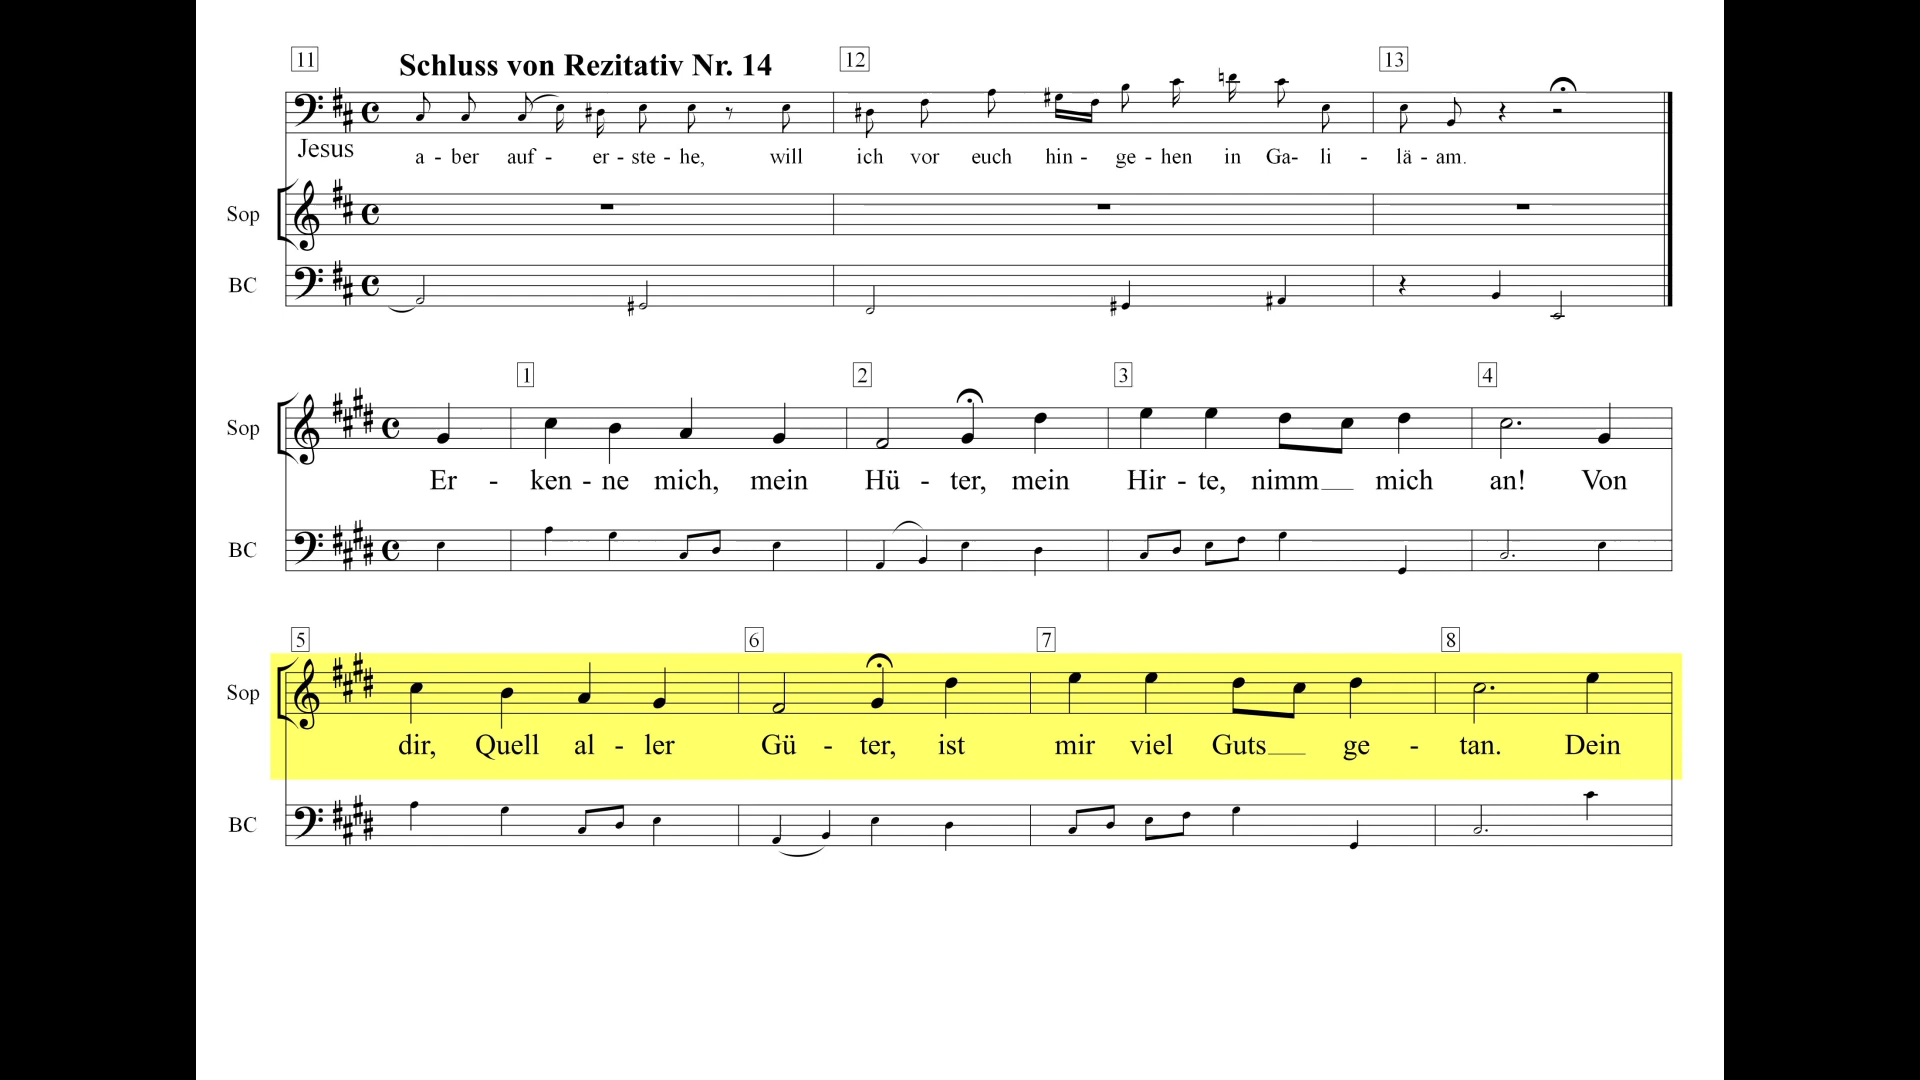 11 Schluss von Rezitativ Nr. 14 12 13
Jesus a - ber auf - er - ste - he, will ich vor euch hin - ge - hen in Ga - li - lä - am.
Sop
BC
1 2 3 4
Sop
Er - ken - ne mich, mein Hü - ter, mein Hir - te, nimm__ mich an! Von
BC
5 6 7 8
Sop
dir, Quell al - ler Gü - ter, ist mir viel Guts__ ge - tan. Dein
BC